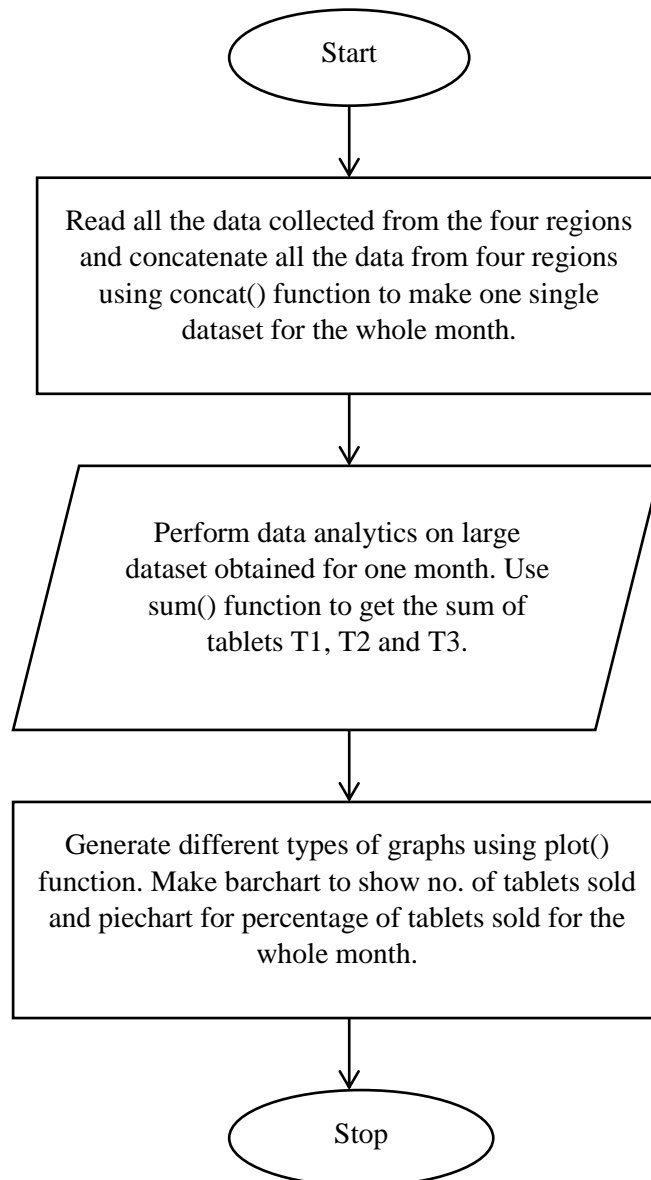 Start
Read all the data collected from the four regions
and concatenate all the data from four regions
using concat() function to make one single
dataset for the whole month.
Perform data analytics on large
dataset obtained for one month. Use
sum() function to get the sum of
tablets T1, T2 and T3.
Generate different types of graphs using plot()
function. Make barchart to show no. of tablets sold
and piechart for percentage of tablets sold for the
whole month.
Stop